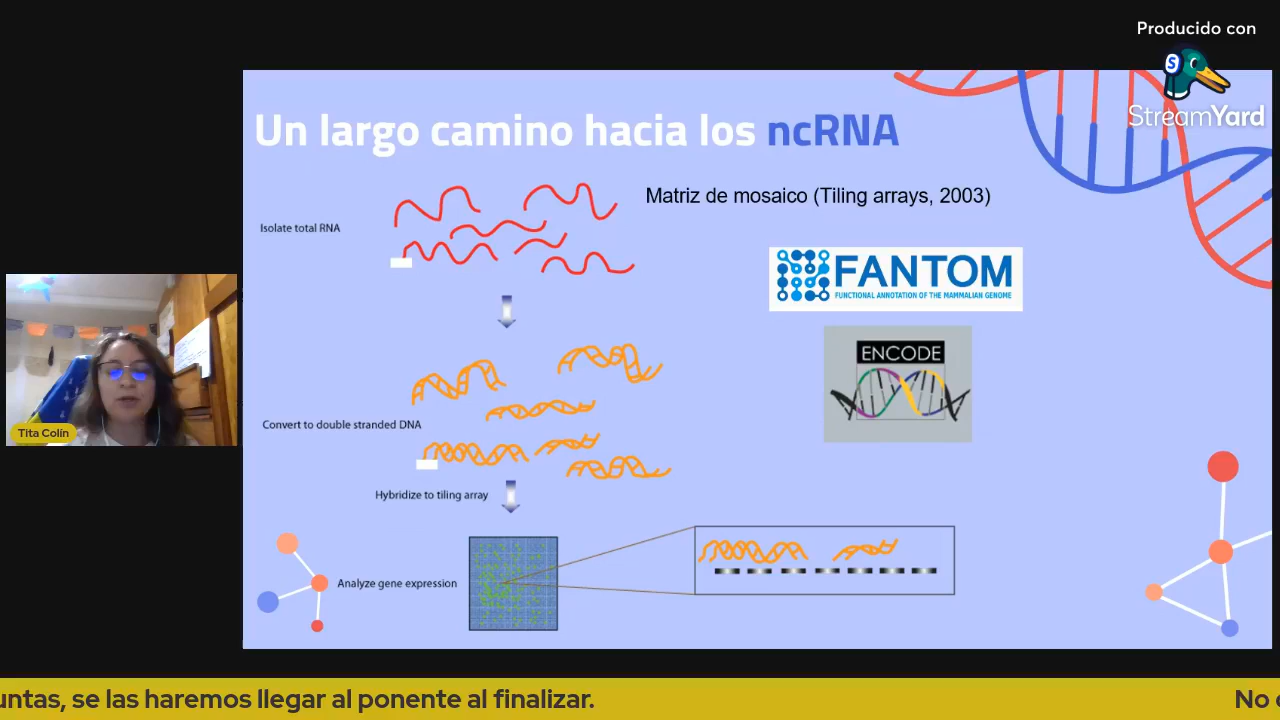 Producido con
StreamYard
Un largo camino hacia los ncRNA
Matriz de mosaico (Tiling arrays, 2003)
Isolate total RNA
FANTOM
FUNCTIONAL ANNOTATION OF THE MAMMALIAN GENOME
ENCODE
Convert to double stranded DNA
Hybridize to tiling array
Analyze gene expression
Tita Colín
untas, se las haremos llegar al ponente al finalizar.
No